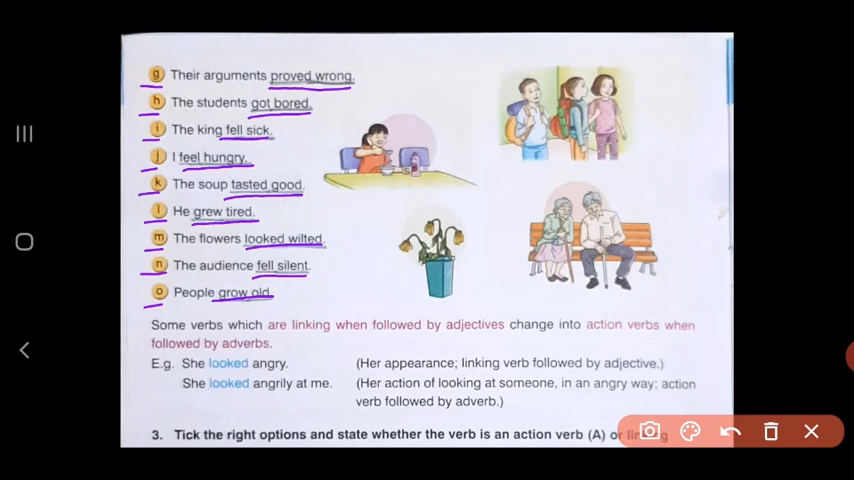 g Their arguments proved wrong.
h The students got bored.
i The king fell sick.
j I feel hungry.
k The soup tasted good.
l He grew tired.
m The flowers looked wilted.
n The audience fell silent.
o People grow old.
Some verbs which are linking when followed by adjectives change into action verbs when
followed by adverbs.
E.g. She looked angry. (Her appearance; linking verb followed by adjective.)
She looked angrily at me. (Her action of looking at someone, in an angry way: action
verb followed by adverb.)
3. Tick the right options and state whether the verb is an action verb (A) or linking